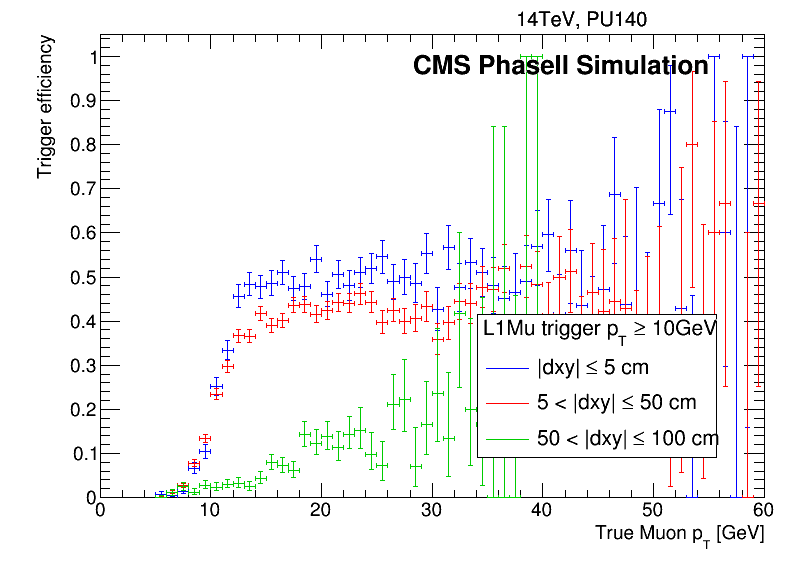 14TeV, PU140
CMS PhaseII Simulation
Trigger efficiency
1
0.9
0.8
0.7
0.6
0.5
0.4
0.3
0.2
0.1
0
L1Mu trigger p_T ≥ 10GeV
|dxy| ≤ 5 cm
5 < |dxy| ≤ 50 cm
50 < |dxy| ≤ 100 cm
0 10 20 30 40 50 60
True Muon p_T [GeV]